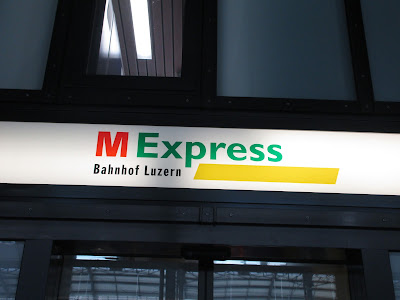 M Express
Bahnhof Luzern